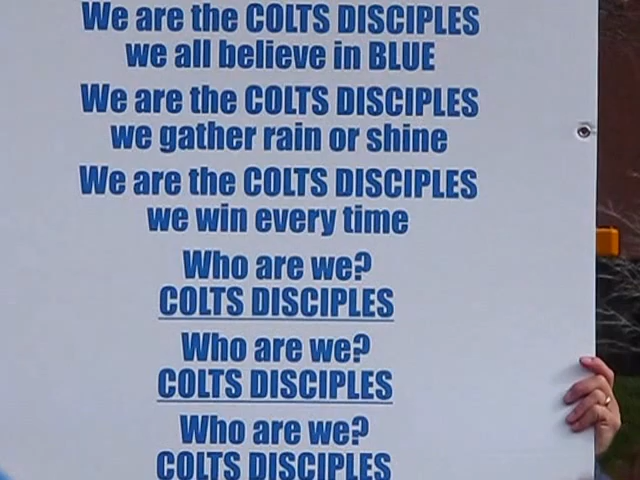 We are the COLTS DISCIPLES
we all believe in BLUE
We are the COLTS DISCIPLES
we gather rain or shine
We are the COLTS DISCIPLES
we win every time
Who are we?
COLTS DISCIPLES
Who are we?
COLTS DISCIPLES
Who are we?
COLTS DISCIPLES